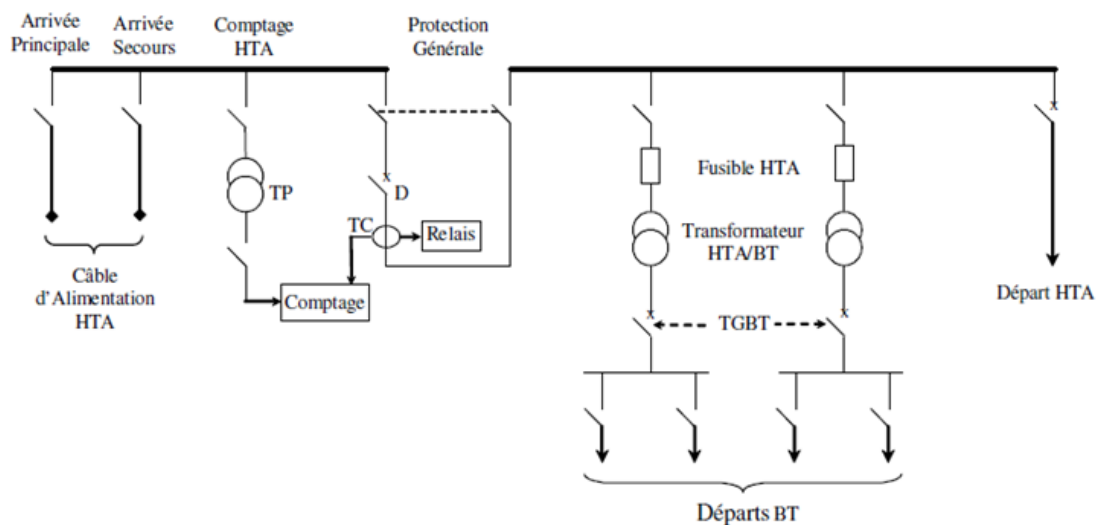 Arrivée
Principale
Arrivée
Secours
Comptage
HTA
Protection
Générale
TP
D
TC
Relais
Comptage
Câble
d'Alimentation
HTA
Fusible HTA
Transformateur
HTA/BT
TGBT
Départ HTA
Départs BT